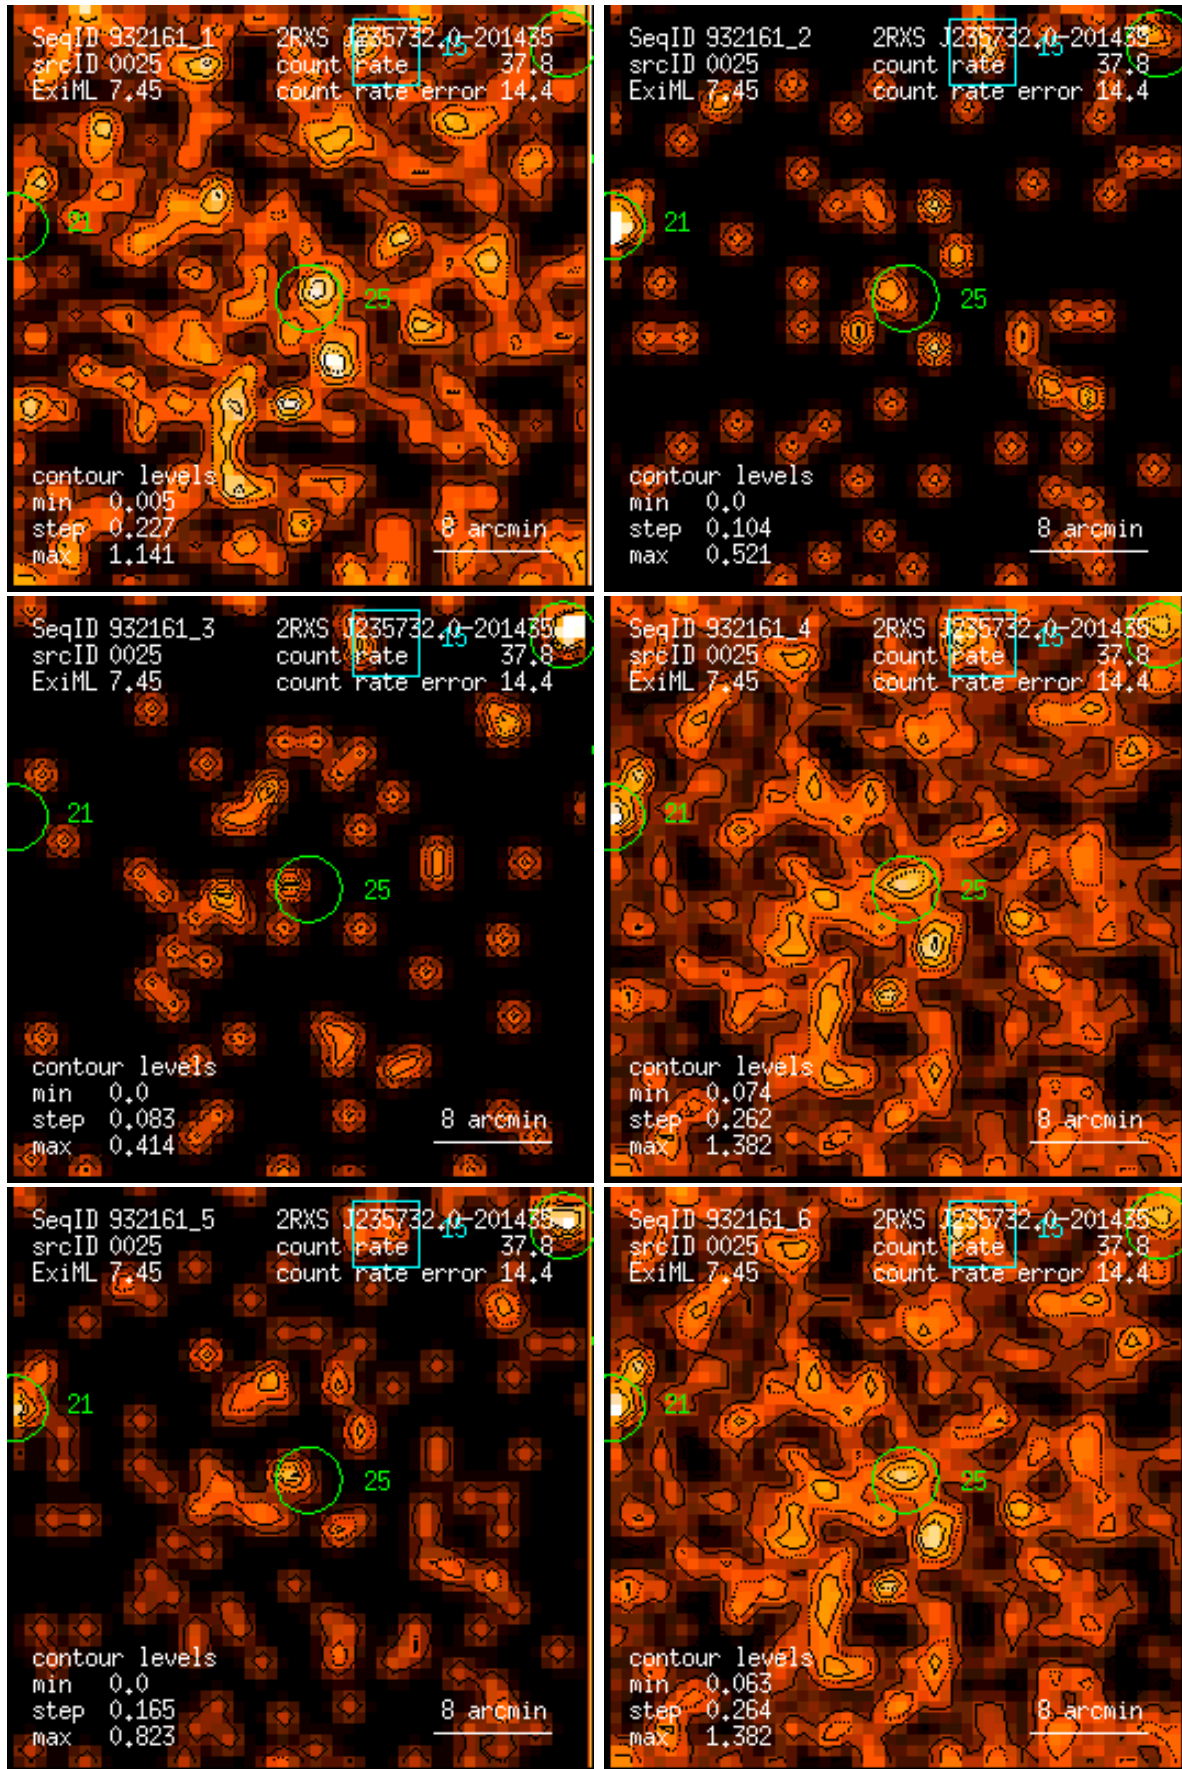 SeqID 932161_1 2RXS J235732.0-201435
srcID 0025 count rate 37.8
ExiML 7.45 count rate error 14.4
15
21
25
contour levels
min 0.005
step 0.227
max 1.141
8 arcmin
SeqID 932161_2 2RXS J235732.0-201435
srcID 0025 count rate 37.8
ExiML 7.45 count rate error 14.4
15
21
25
contour levels
min 0.0
step 0.104
max 0.521
8 arcmin
SeqID 932161_3 2RXS J235732.0-201435
srcID 0025 count rate 37.8
ExiML 7.45 count rate error 14.4
15
21
25
contour levels
min 0.0
step 0.083
max 0.414
8 arcmin
SeqID 932161_4 2RXS J235732.0-201435
srcID 0025 count rate 37.8
ExiML 7.45 count rate error 14.4
15
21
25
contour levels
min 0.074
step 0.262
max 1.382
8 arcmin
SeqID 932161_5 2RXS J235732.0-201435
srcID 0025 count rate 37.8
ExiML 7.45 count rate error 14.4
15
21
25
contour levels
min 0.0
step 0.165
max 0.823
8 arcmin
SeqID 932161_6 2RXS J235732.0-201435
srcID 0025 count rate 37.8
ExiML 7.45 count rate error 14.4
15
21
25
contour levels
min 0.063
step 0.264
max 1.382
8 arcmin